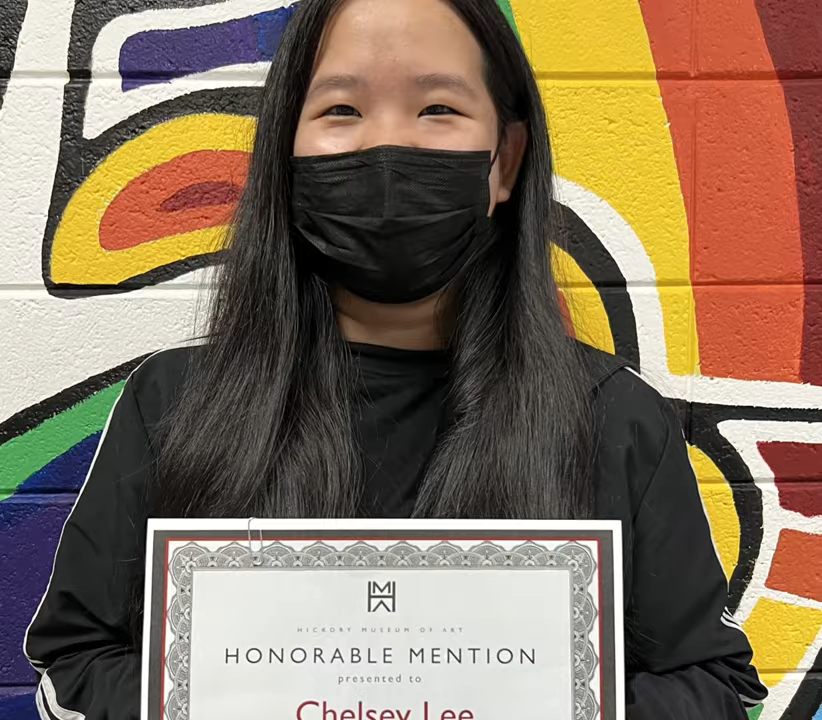 HICKORY MUSEUM OF ART
HONORABLE MENTION
presented to
Chelsey Lee